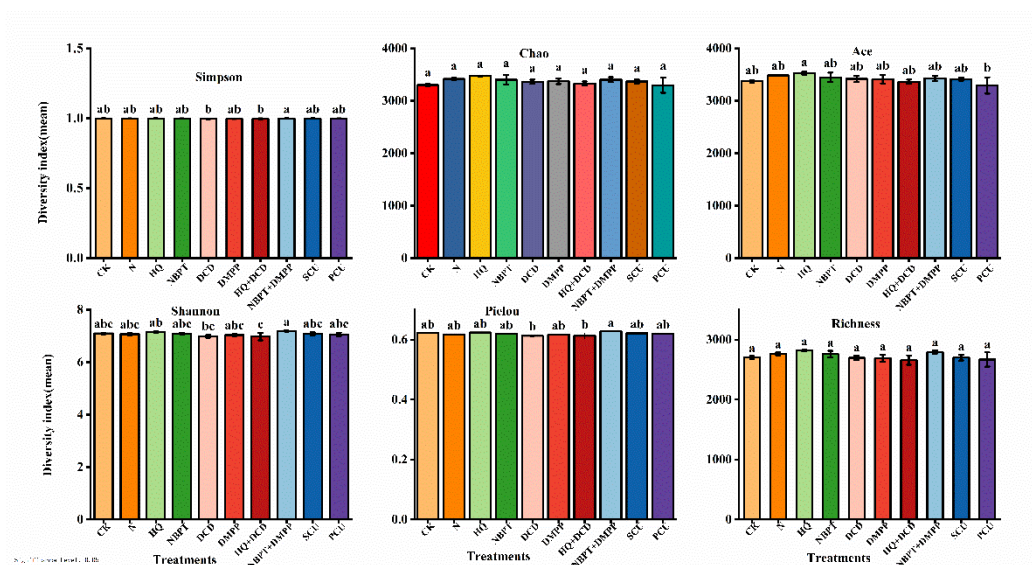 Simpson
Diversity index(mean)
1.5
1.0
0.5
0.0
ab ab ab ab b ab b a ab ab
CK N HQ NBPT DCD DMPP HQ+DCD NBPT+DMPP SCU PCU
Chao
4000
3000
2000
1000
0
a a a a a a a a a a
CK N HQ NBPT DCD DMPP HQ+DCD NBPT+DMPP SCU PCU
Ace
4000
3000
2000
1000
0
ab ab a ab ab ab ab ab ab b
CK N HQ NBPT DCD DMPP HQ+DCD NBPT+DMPP SCU PCU
Shannon
Diversity index(mean)
8
6
4
2
0
abc abc ab abc bc abc c a abc abc
CK N HQ NBPT DCD DMPP HQ+DCD NBPT+DMPP SCU PCU
Treatments
Pielou
0.6
0.4
0.2
0.0
ab ab ab ab b ab b a ab ab
CK N HQ NBPT DCD DMPP HQ+DCD NBPT+DMPP SCU PCU
Treatments
Richness
3000
2000
1000
0
a a a a a a a a a a
CK N HQ NBPT DCD DMPP HQ+DCD NBPT+DMPP SCU PCU
Treatments
level, 0.05